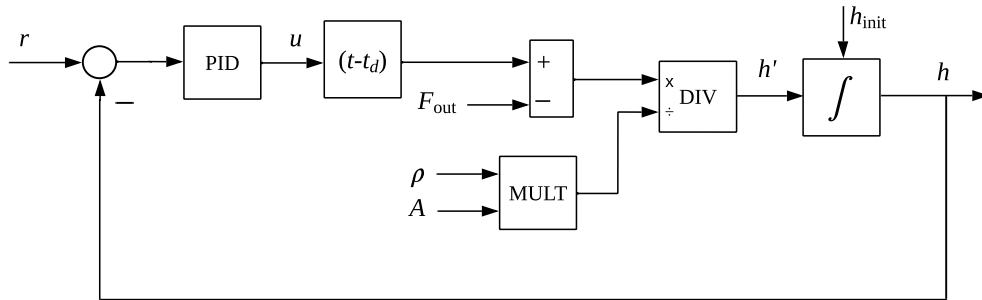 r
PID
u
(t-t_d)
+
−
F_out
x
÷
DIV
h'
h_init
∫
h
−
ρ
A
MULT